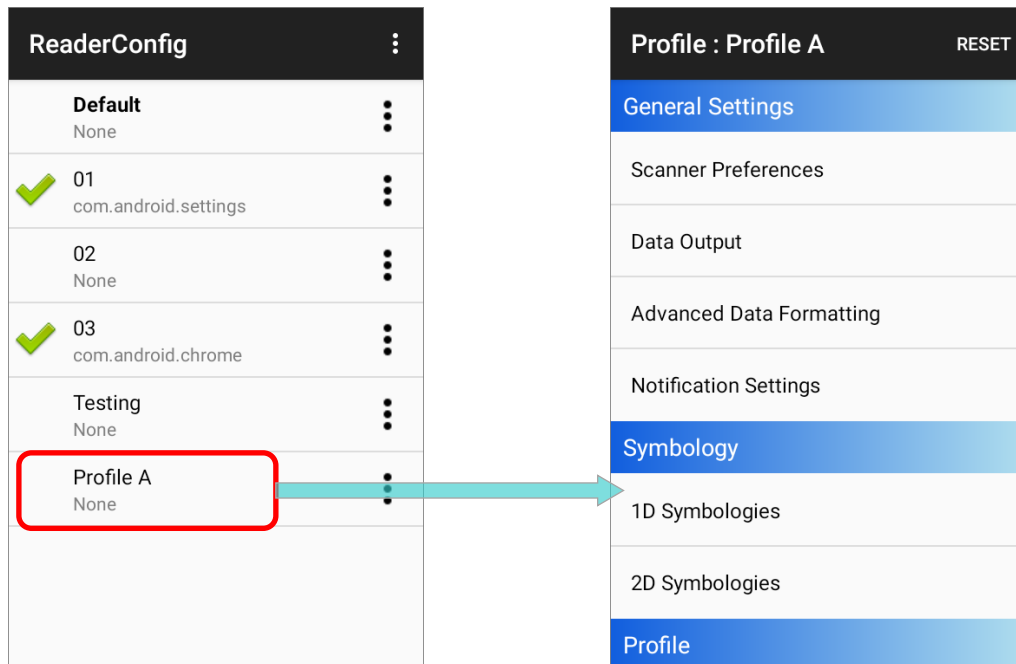 ReaderConfig
Default
None
01
com.android.settings
02
None
03
com.android.chrome
Testing
None
Profile A
None
Profile : Profile A RESET
General Settings
Scanner Preferences
Data Output
Advanced Data Formatting
Notification Settings
Symbology
1D Symbologies
2D Symbologies
Profile